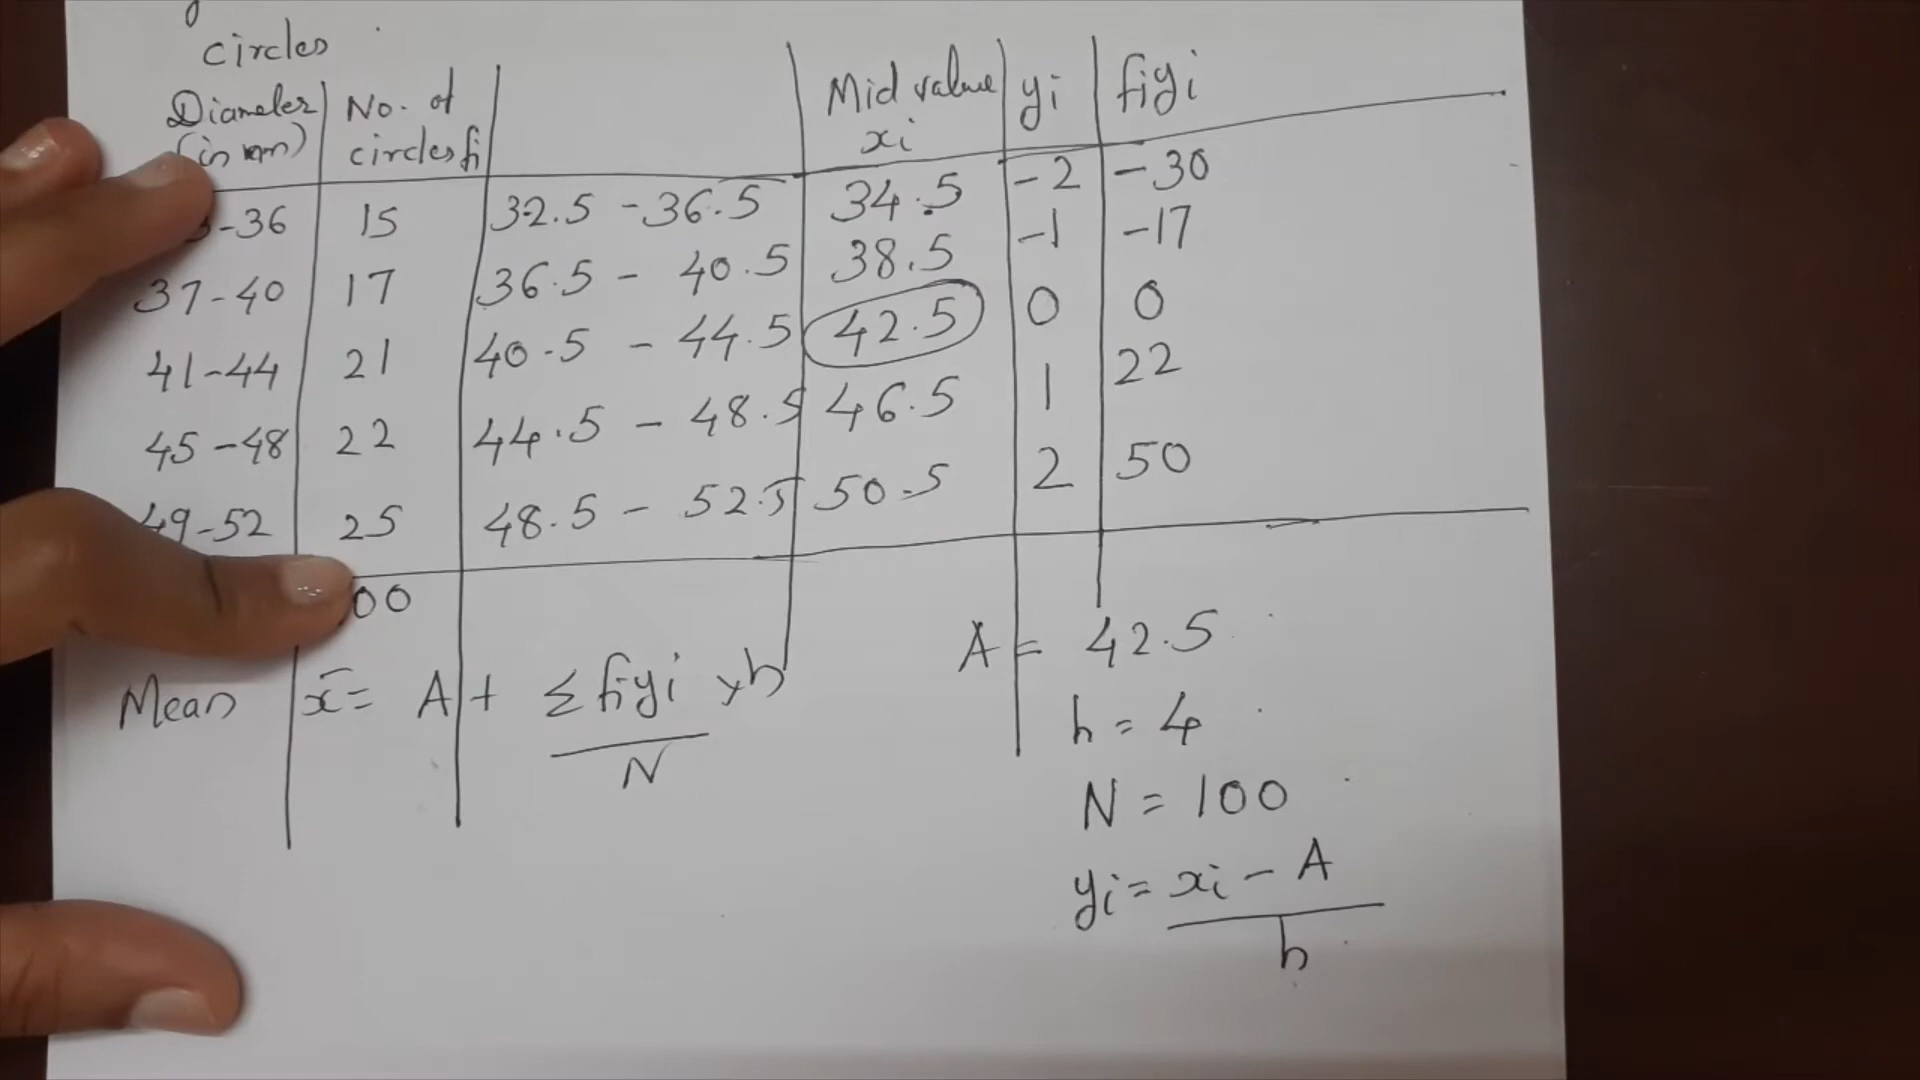 circles
Diameter (in mm) | No. of circles fi | | Mid value xi | yi | fiyi
-36 | 15 | 32.5 - 36.5 | 34.5 | -2 | -30
37-40 | 17 | 36.5 - 40.5 | 38.5 | -1 | -17
41-44 | 21 | 40.5 - 44.5 | 42.5 | 0 | 0
45-48 | 22 | 44.5 - 48.5 | 46.5 | 1 | 22
49-52 | 25 | 48.5 - 52.5 | 50.5 | 2 | 50
00
Mean x̄ = A + Σfiyi/N × h
A = 42.5
h = 4
N = 100
yi = xi - A
h